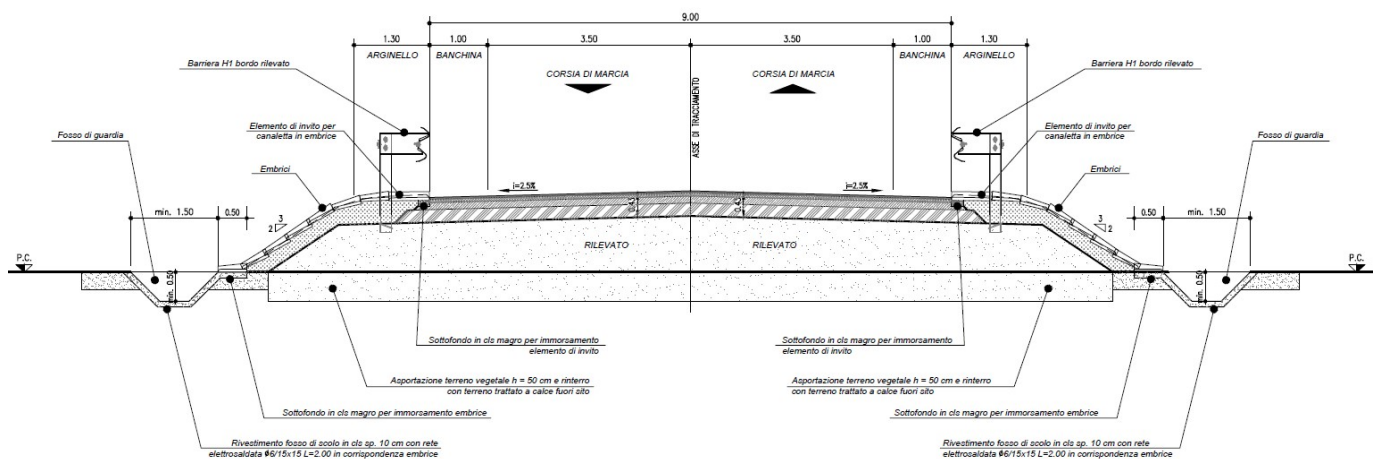 9.00
1.30
1.00
3.50
3.50
1.00
1.30
ARGINELLO
BANCHINA
BANCHINA
ARGINELLO
Barriera H1 bordo rilevato
CORSIA DI MARCIA
CORSIA DI MARCIA
Barriera H1 bordo rilevato
ASSE DI TRACCIAMENTO
Fosso di guardia
Elemento di invito per
canaletta in embrice
Elemento di invito per
canaletta in embrice
Fosso di guardia
Embrici
Embrici
i=2.5%
i=2.5%
0.43
0.43
min. 1.50
0.50
3
2
3
2
0.50
min. 1.50
RILEVATO
RILEVATO
P.C.
P.C.
min. 0.50
min. 0.50
Sottofondo in cls magro per immorsamento
elemento di invito
Sottofondo in cls magro per immorsamento
elemento di invito
Asportazione terreno vegetale h = 50 cm e rinterro
con terreno trattato a calce fuori sito
Asportazione terreno vegetale h = 50 cm e rinterro
con terreno trattato a calce fuori sito
Sottofondo in cls magro per immorsamento embrice
Sottofondo in cls magro per immorsamento embrice
Rivestimento fosso di scolo in cls sp. 10 cm con rete
elettrosaldata Φ6/15x15 L=2.00 in corrispondenza embrice
Rivestimento fosso di scolo in cls sp. 10 cm con rete
elettrosaldata Φ6/15x15 L=2.00 in corrispondenza embrice